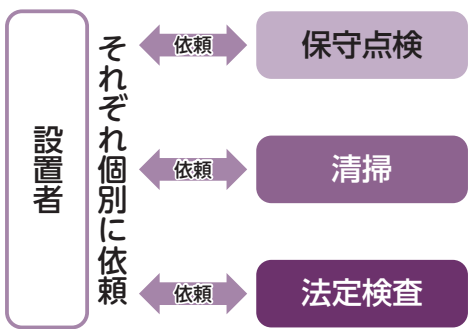 設置者
それぞれ個別に依頼
依頼
保守点検
依頼
清掃
依頼
法定検査